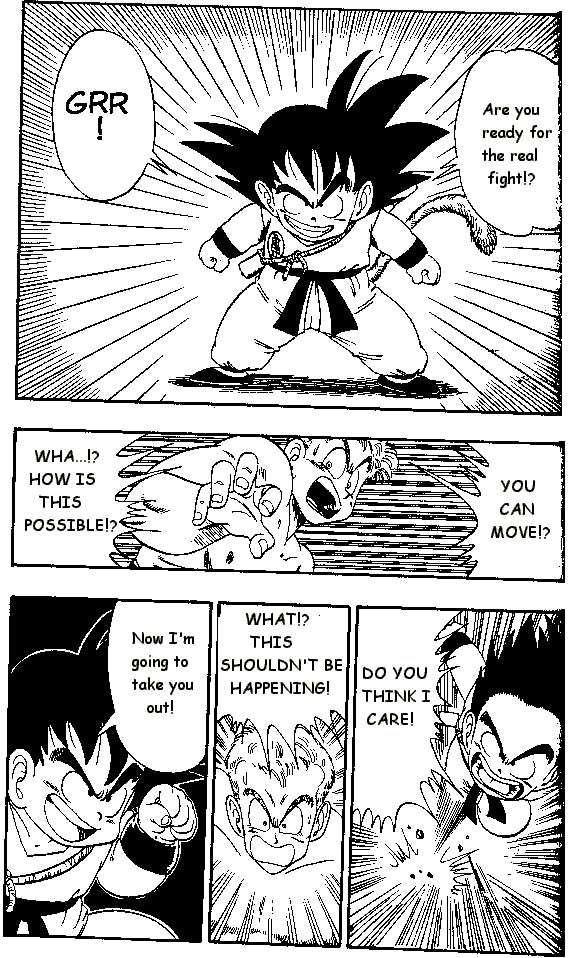 GRR
!
Are you
ready for
the real
fight!?
WHA...!?
HOW IS
THIS
POSSIBLE!?
YOU
CAN
MOVE!?
Now I'm
going to
take you
out!
WHAT!?
THIS
SHOULDN'T BE
HAPPENING!
DO YOU
THINK I
CARE!